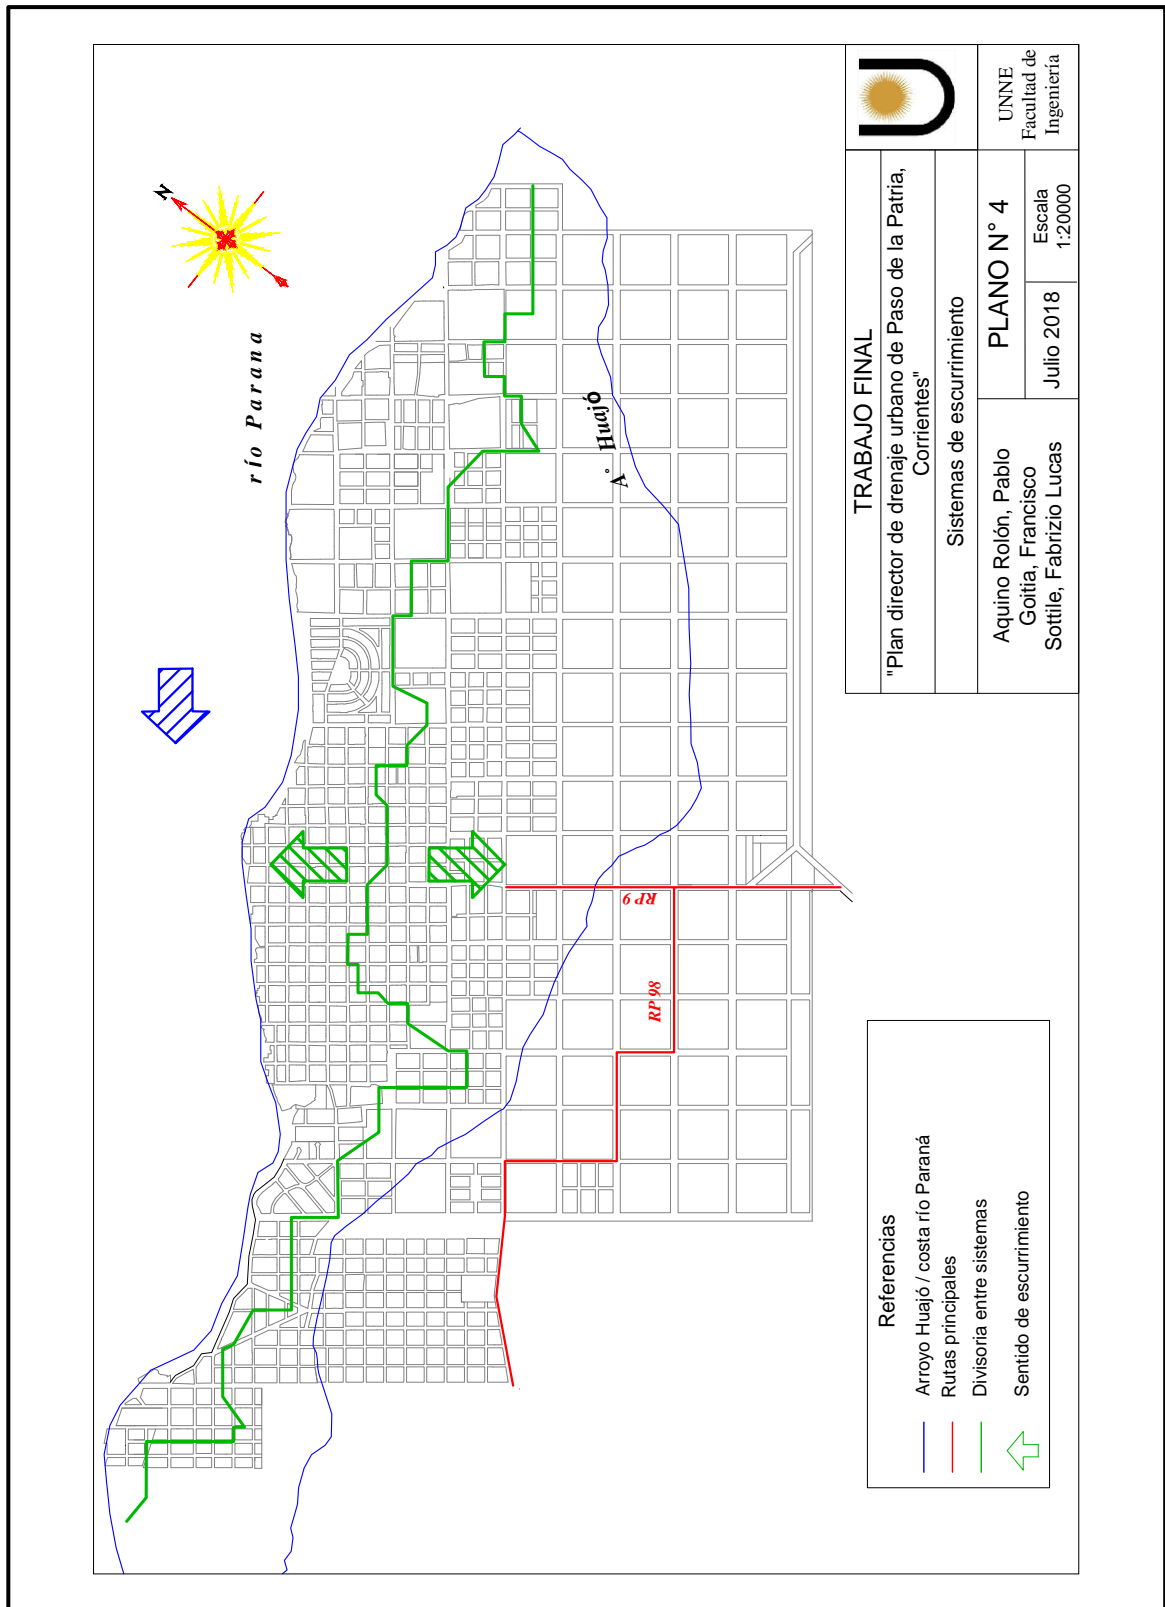 N
río Parana
A° Huajó
RP 9
RP 98
Referencias
Arroyo Huajó / costa río Paraná
Rutas principales
Divisoria entre sistemas
Sentido de escurrimiento
TRABAJO FINAL
"Plan director de drenaje urbano de Paso de la Patria,
Corrientes"
Sistemas de escurrimiento
UNNE
Facultad de
Ingeniería
Aquino Rolón, Pablo
Goitia, Francisco
Sottile, Fabrizio Lucas
PLANO N° 4
Julio 2018
Escala
1:20000